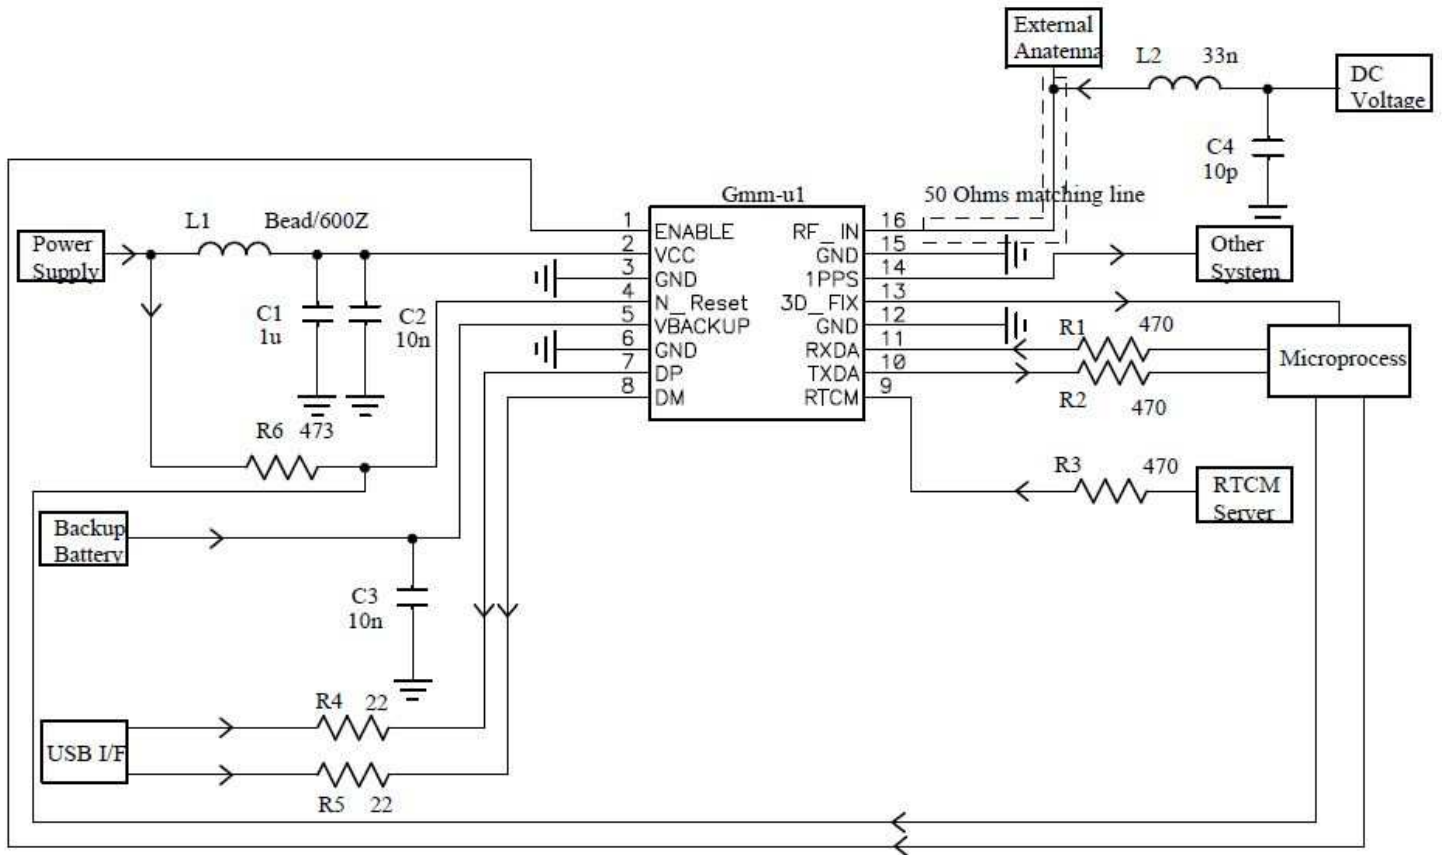 External
Anatenna
L2 33n
DC
Voltage
C4
10p
50 Ohms matching line
Gmm-u1
L1 Bead/600Z
Power
Supply
C1
1u
C2
10n
1 ENABLE
2 VCC
3 GND
4 N_Reset
5 VBACKUP
6 GND
7 DP
8 DM
RF_IN 16
GND 15
1PPS 14
3D_FIX 13
GND 12
RXDA 11
TXDA 10
RTCM 9
Other
System
R1 470
Microprocess
R2 470
R6 473
R3 470
RTCM
Server
Backup
Battery
C3
10n
R4 22
USB I/F
R5 22